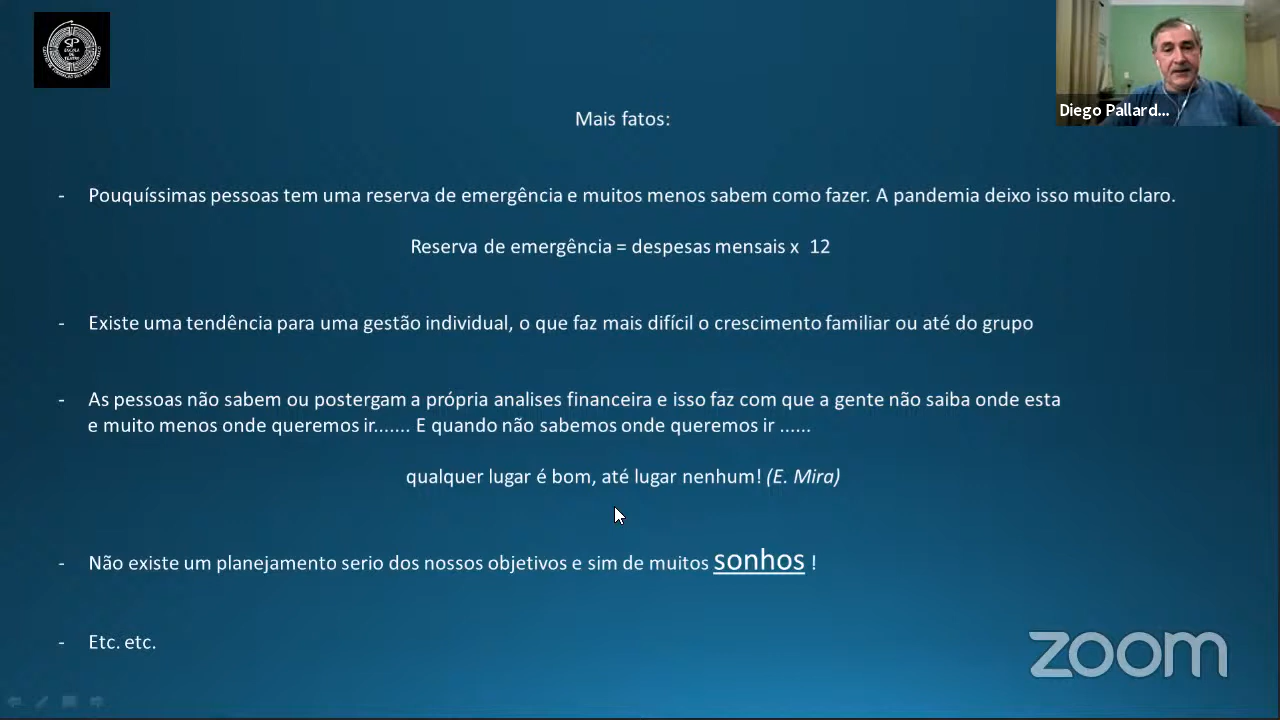 SP
ESCOLA
DE
TEATRO
Diego Pallard...
Mais fatos:
- Pouquíssimas pessoas tem uma reserva de emergência e muitos menos sabem como fazer. A pandemia deixo isso muito claro.
Reserva de emergência = despesas mensais x 12
- Existe uma tendência para uma gestão individual, o que faz mais difícil o crescimento familiar ou até do grupo
- As pessoas não sabem ou postergam a própria analises financeira e isso faz com que a gente não saiba onde esta
e muito menos onde queremos ir....... E quando não sabemos onde queremos ir ......
qualquer lugar é bom, até lugar nenhum! (E. Mira)
- Não existe um planejamento serio dos nossos objetivos e sim de muitos sonhos !
- Etc. etc.
zoom